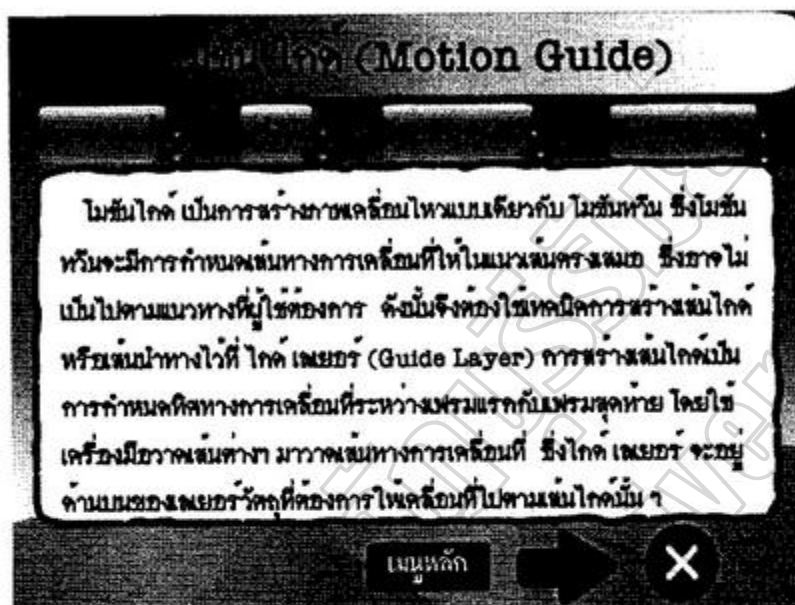 โมชันไกด์ (Motion Guide)
โมชันไกด์ เป็นการสร้างภาพเคลื่อนไหวแบบเดียวกับ โมชันทวีน ซึ่งโมชัน
ทวีนจะมีการกำหนดเส้นทางการเคลื่อนที่ให้ในแนวเส้นตรงเสมอ ซึ่งอาจไม่
เป็นไปตามแนวทางที่ผู้ใช้ต้องการ ดังนั้นจึงต้องใช้เทคนิคการสร้างเส้นไกด์
หรือเส้นนำทางไว้ที่ ไกด์ เลเยอร์ (Guide Layer) การสร้างเส้นไกด์เป็น
การกำหนดทิศทางการเคลื่อนที่ระหว่างเฟรมแรกกับเฟรมสุดท้าย โดยใช้
เครื่องมือวาดเส้นต่างๆ มาวาดเส้นทางการเคลื่อนที่ ซึ่งไกด์ เลเยอร์ จะอยู่
ด้านบนของเลเยอร์วัตถุที่ต้องการให้เคลื่อนที่ไปตามเส้นไกด์นั้น ๆ
เมนูหลัก